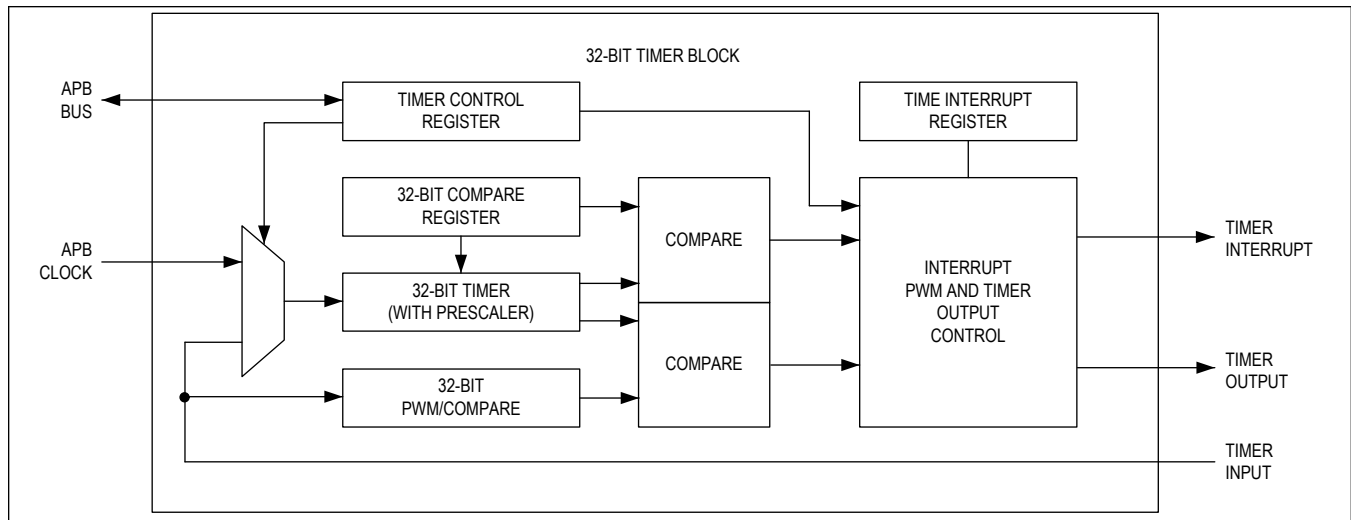 32-BIT TIMER BLOCK
APB
BUS
TIMER CONTROL
REGISTER
TIME INTERRUPT
REGISTER
32-BIT COMPARE
REGISTER
COMPARE
TIMER
INTERRUPT
APB
CLOCK
32-BIT TIMER
(WITH PRESCALER)
INTERRUPT
PWM AND TIMER
OUTPUT
CONTROL
32-BIT
PWM/COMPARE
COMPARE
TIMER
OUTPUT
TIMER
INPUT